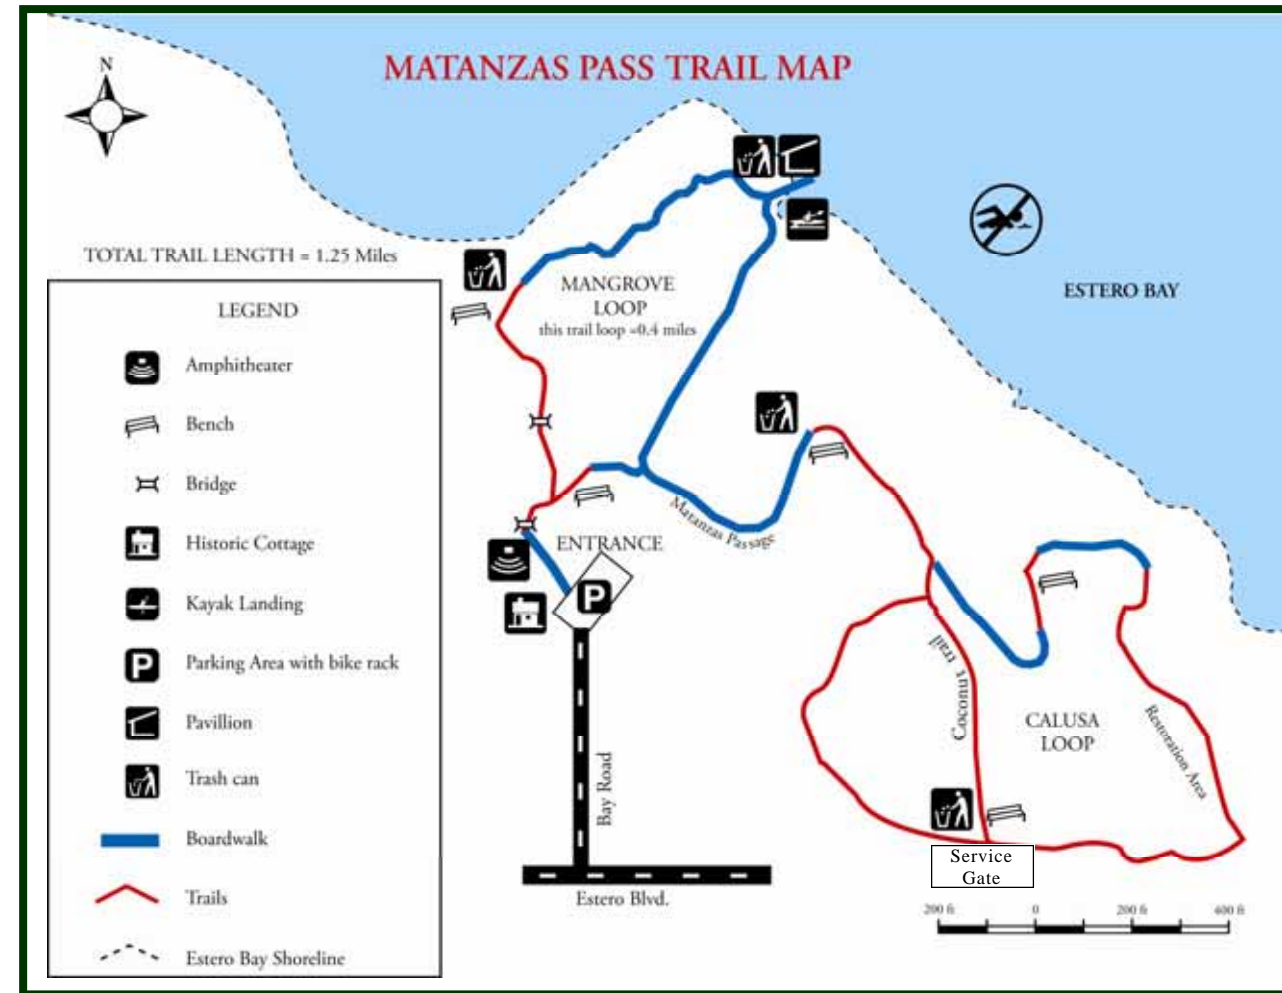 MATANZAS PASS TRAIL MAP
N
TOTAL TRAIL LENGTH = 1.25 Miles
LEGEND
Amphitheater
Bench
Bridge
Historic Cottage
Kayak Landing
P
Parking Area with bike rack
Pavillion
Trash can
Boardwalk
Trails
Estero Bay Shoreline
MANGROVE
LOOP
this trail loop =0.4 miles
ESTERO BAY
Matanzas Passage
ENTRANCE
P
Bay Road
Estero Blvd.
Coconut trail
CALUSA
LOOP
Restoration Area
Service
Gate
200 ft 0 200 ft 400 ft